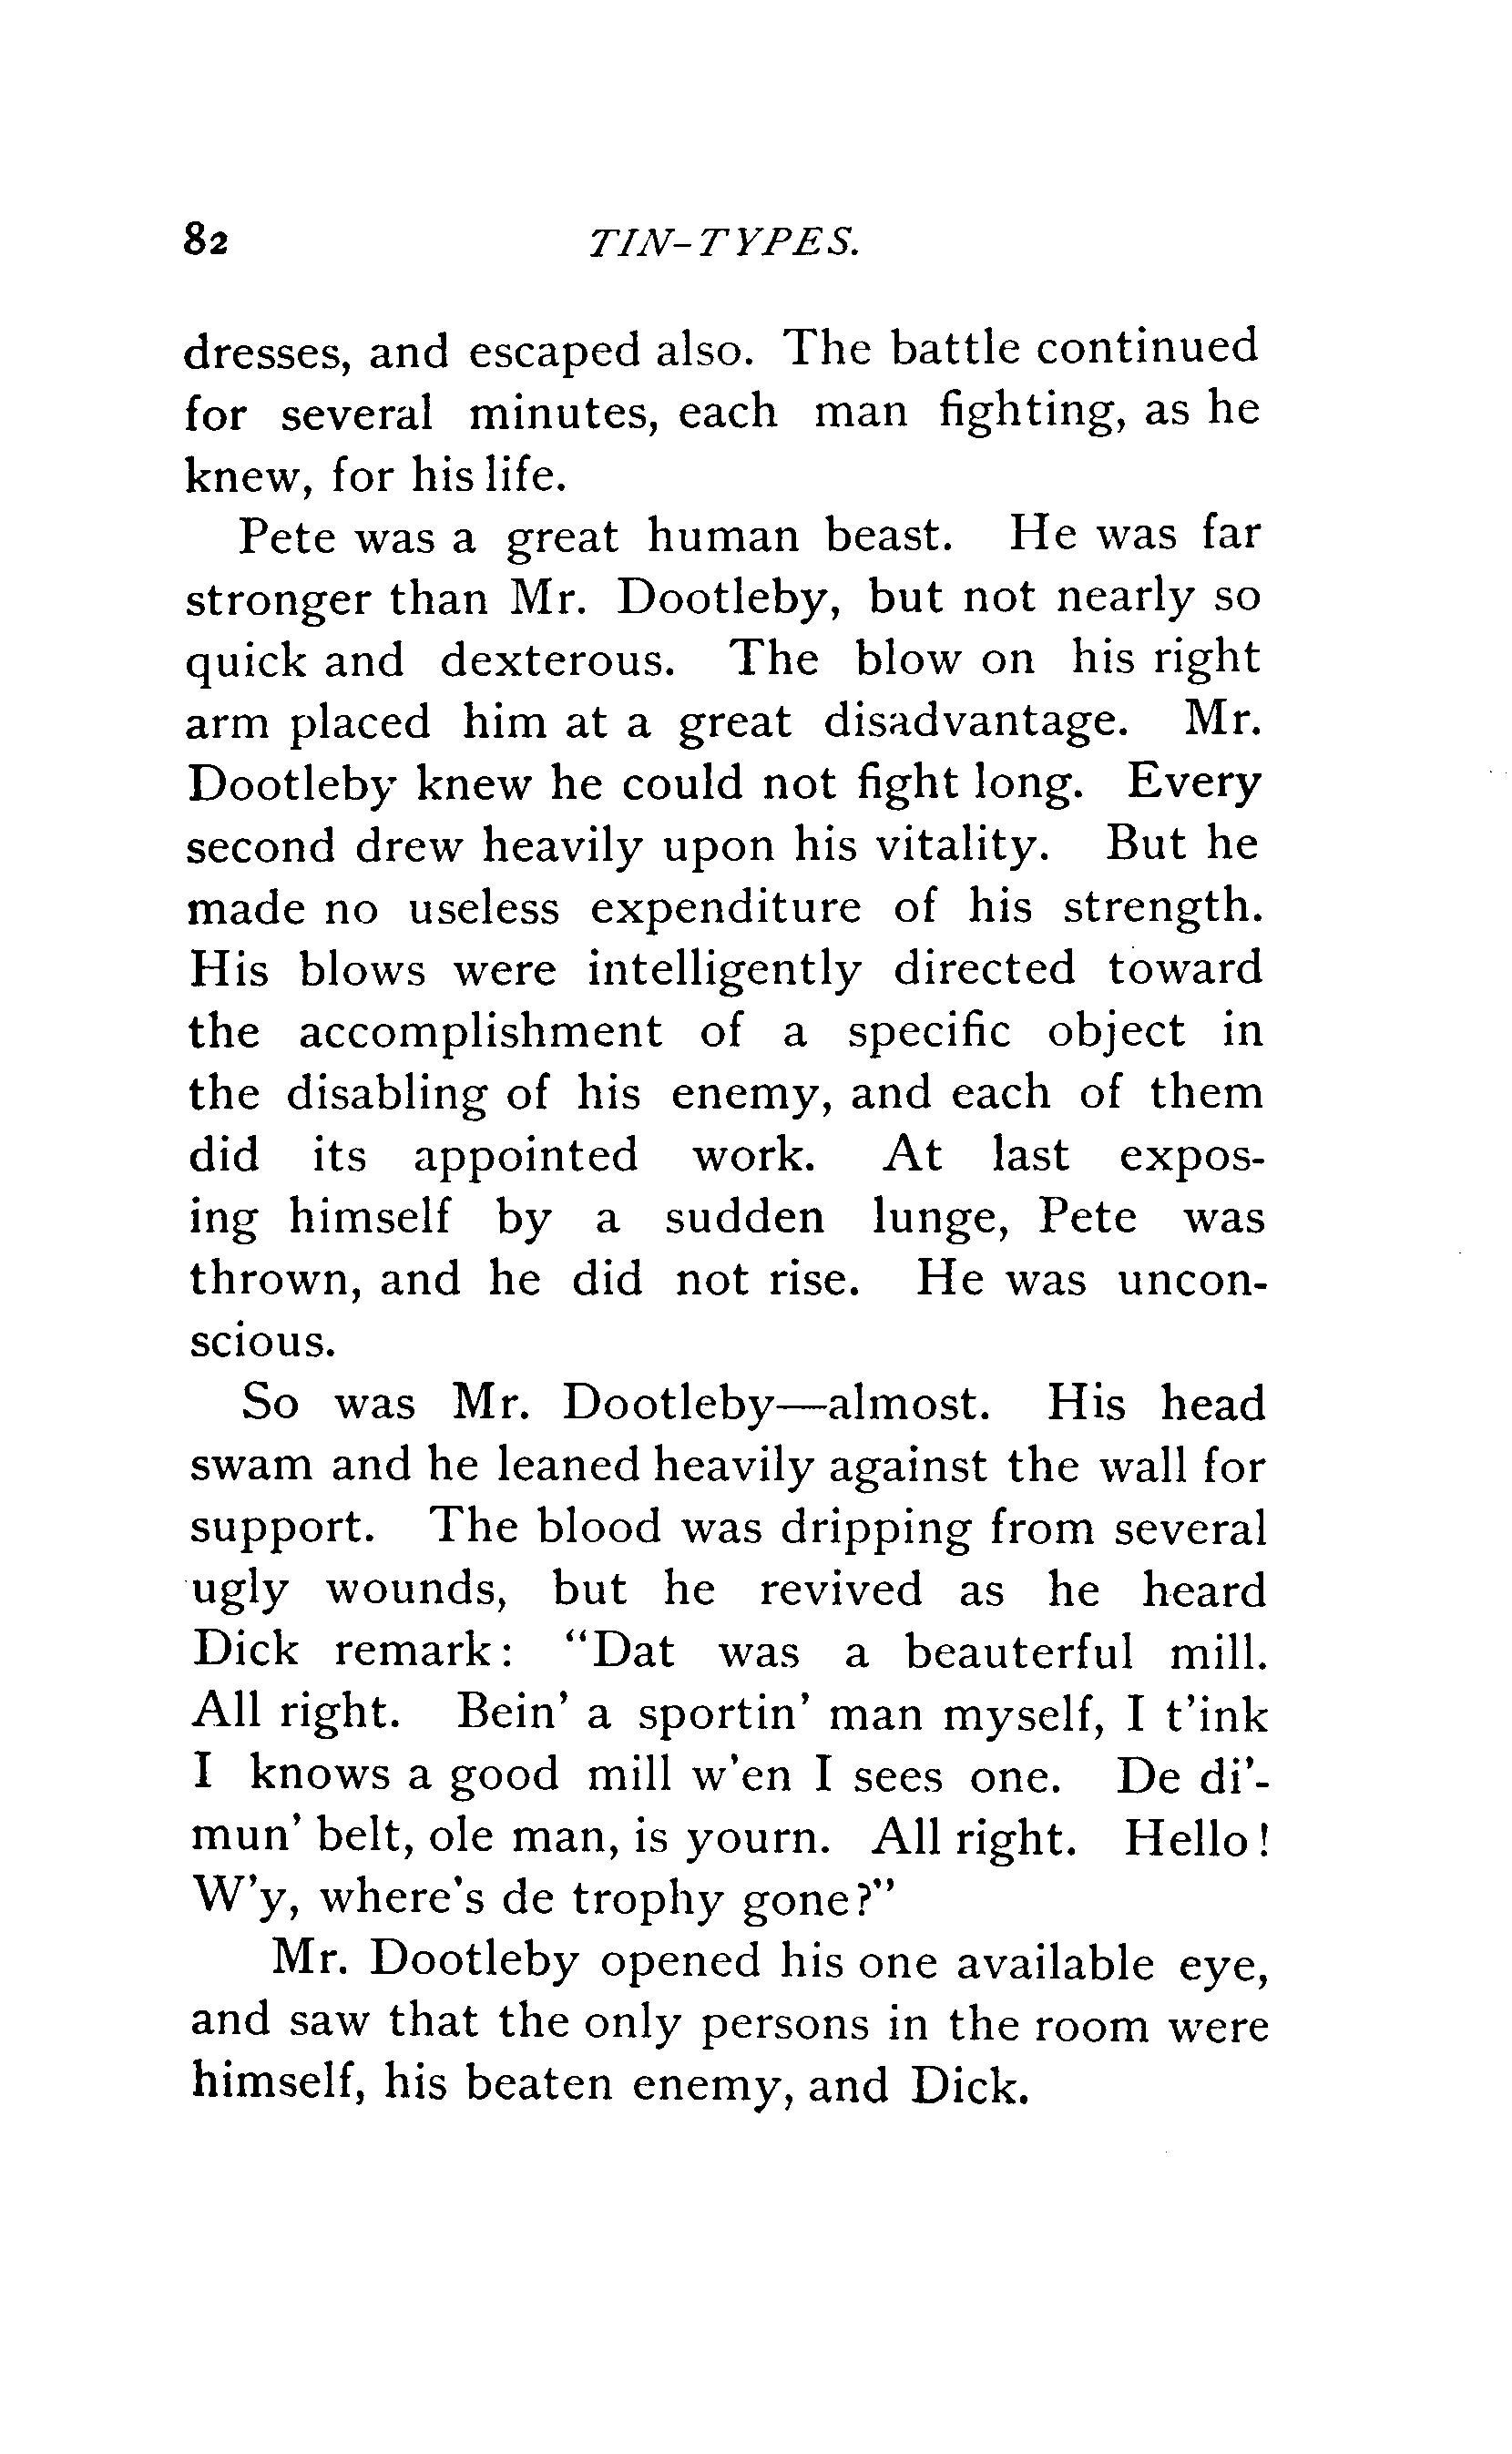 82 TIN-TYPES.
dresses, and escaped also. The battle continued
for several minutes, each man fighting, as he
knew, for his life.
Pete was a great human beast. He was far
stronger than Mr. Dootleby, but not nearly so
quick and dexterous. The blow on his right
arm placed him at a great disadvantage. Mr.
Dootleby knew he could not fight long. Every
second drew heavily upon his vitality. But he
made no useless expenditure of his strength.
His blows were intelligently directed toward
the accomplishment of a specific object in
the disabling of his enemy, and each of them
did its appointed work. At last expos-
ing himself by a sudden lunge, Pete was
thrown, and he did not rise. He was uncon-
scious.
So was Mr. Dootleby—almost. His head
swam and he leaned heavily against the wall for
support. The blood was dripping from several
ugly wounds, but he revived as he heard
Dick remark: "Dat was a beauterful mill.
All right. Bein' a sportin' man myself, I t'ink
I knows a good mill w'en I sees one. De di'-
mun' belt, ole man, is yourn. All right. Hello!
W'y, where's de trophy gone?"
Mr. Dootleby opened his one available eye,
and saw that the only persons in the room were
himself, his beaten enemy, and Dick.